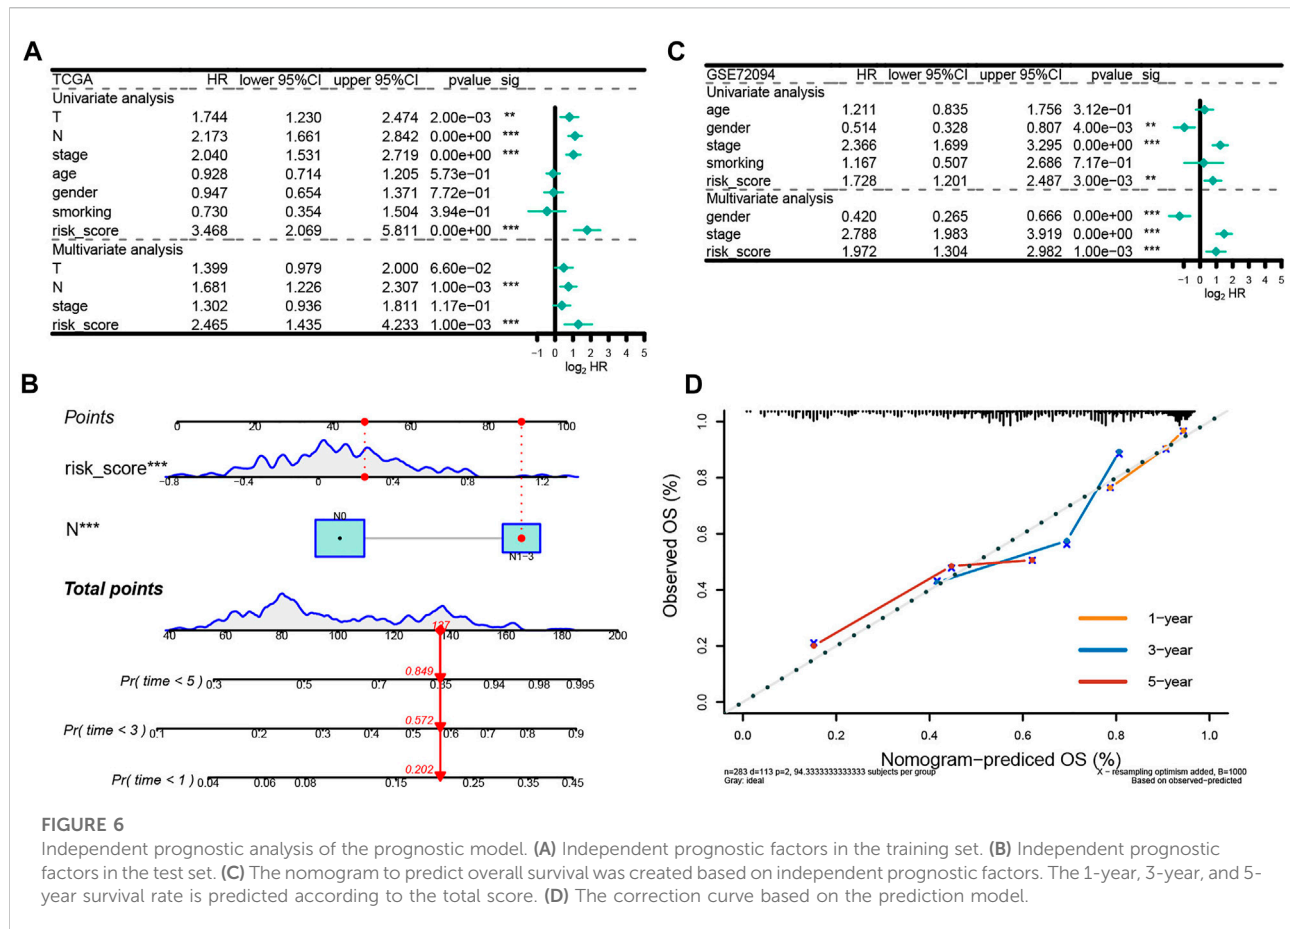 A
TCGA HR lower 95%CI upper 95%CI pvalue sig
Univariate analysis
T 1.744 1.230 2.474 2.00e−03 **
N 2.173 1.661 2.842 0.00e+00 ***
stage 2.040 1.531 2.719 0.00e+00 ***
age 0.928 0.714 1.205 5.73e−01
gender 0.947 0.654 1.371 7.72e−01
smorking 0.730 0.354 1.504 3.94e−01
risk_score 3.468 2.069 5.811 0.00e+00 ***
Multivariate analysis
T 1.399 0.979 2.000 6.60e−02
N 1.681 1.226 2.307 1.00e−03 ***
stage 1.302 0.936 1.811 1.17e−01
risk_score 2.465 1.435 4.233 1.00e−03 ***
−1 0 1 2 3 4 5
log2 HR
C
GSE72094 HR lower 95%CI upper 95%CI pvalue sig
Univariate analysis
age 1.211 0.835 1.756 3.12e−01
gender 0.514 0.328 0.807 4.00e−03 **
stage 2.366 1.699 3.295 0.00e+00 ***
smorking 1.167 0.507 2.686 7.17e−01
risk_score 1.728 1.201 2.487 3.00e−03 **
Multivariate analysis
gender 0.420 0.265 0.666 0.00e+00 ***
stage 2.788 1.983 3.919 0.00e+00 ***
risk_score 1.972 1.304 2.982 1.00e−03 ***
−1 0 1 2 3 4 5
log2 HR
B
Points
0 20 40 60 80 100
risk_score***
−0.8 −0.4 0 0.4 0.8 1.2
N***
N0
N1−3
Total points
137
40 60 80 100 120 140 160 180 200
0.849
Pr( time < 5 ) 0.3 0.5 0.7 0.85 0.94 0.98 0.995
0.572
Pr( time < 3 ) 0.1 0.2 0.3 0.4 0.5 0.6 0.7 0.8 0.9
0.202
Pr( time < 1 ) 0.04 0.06 0.08 0.15 0.25 0.30 0.35 0.45
D
Observed OS (%)
0.0 0.2 0.4 0.6 0.8 1.0
1−year
3−year
5−year
0.0 0.2 0.4 0.6 0.8 1.0
Nomogram−prediced OS (%)
n=283 d=113 p=2, 94.3333333333333 subjects per group
Gray: ideal
X − resampling optimism added, B=1000
Based on observed−predicted
FIGURE 6
Independent prognostic analysis of the prognostic model. (A) Independent prognostic factors in the training set. (B) Independent prognostic
factors in the test set. (C) The nomogram to predict overall survival was created based on independent prognostic factors. The 1-year, 3-year, and 5-
year survival rate is predicted according to the total score. (D) The correction curve based on the prediction model.